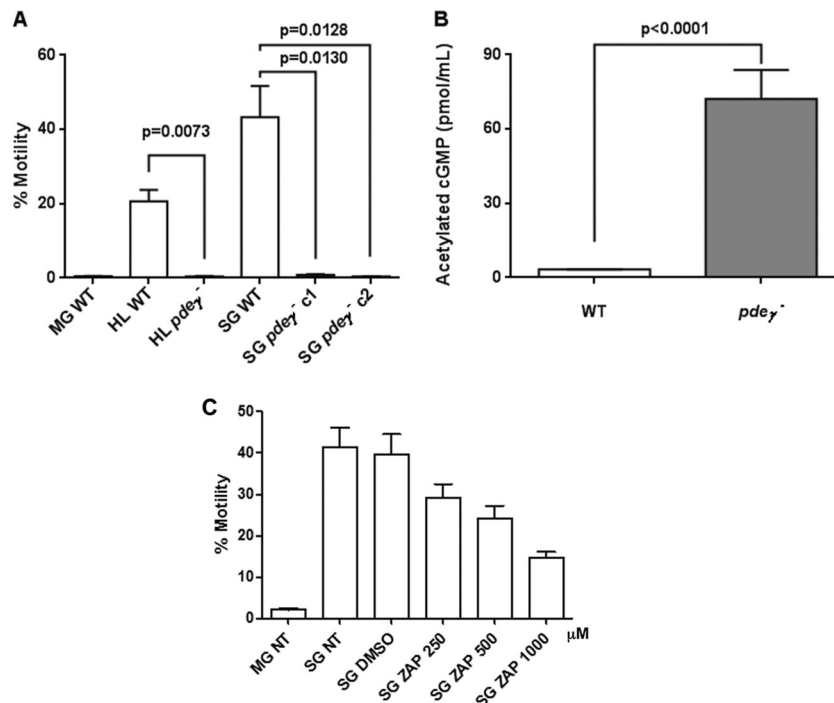 A
p=0.0128
p=0.0130
p=0.0073
% Motility
60
40
20
0
MG WT
HL WT
HL pdeγ-
SG WT
SG pdeγ- c1
SG pdeγ- c2
B
p<0.0001
Acetylated cGMP (pmol/mL)
90
60
30
0
WT
pdeγ-
C
% Motility
50
40
30
20
10
0
MG NT
SG NT
SG DMSO
SG ZAP 250
SG ZAP 500
SG ZAP 1000
μM